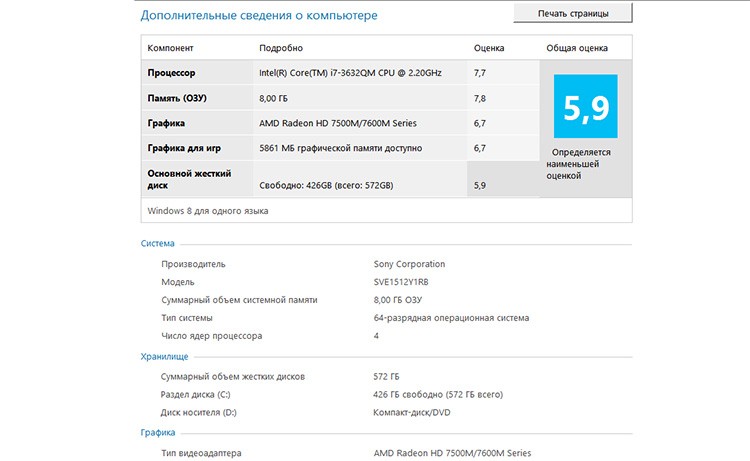 Дополнительные сведения о компьютере
Печать страницы
Компонент Подробно Оценка Общая оценка
Процессор Intel(R) Core(TM) i7-3632QM CPU @ 2.20GHz 7,7
Память (ОЗУ) 8,00 ГБ 7,8
Графика AMD Radeon HD 7500M/7600M Series 6,7
Графика для игр 5861 МБ графической памяти доступно 6,7
Основной жесткий
диск Свободно: 426GB (всего: 572GB) 5,9
5,9
Определяется
наименьшей
оценкой
Windows 8 для одного языка
Система
Производитель Sony Corporation
Модель SVE1512Y1RB
Суммарный объем системной памяти 8,00 ГБ ОЗУ
Тип системы 64-разрядная операционная система
Число ядер процессора 4
Хранилище
Суммарный объем жестких дисков 572 ГБ
Раздел диска (C:) 426 ГБ свободно (572 ГБ всего)
Диск носителя (D:) Компакт-диск/DVD
Графика
Тип видеоадаптера AMD Radeon HD 7500M/7600M Series